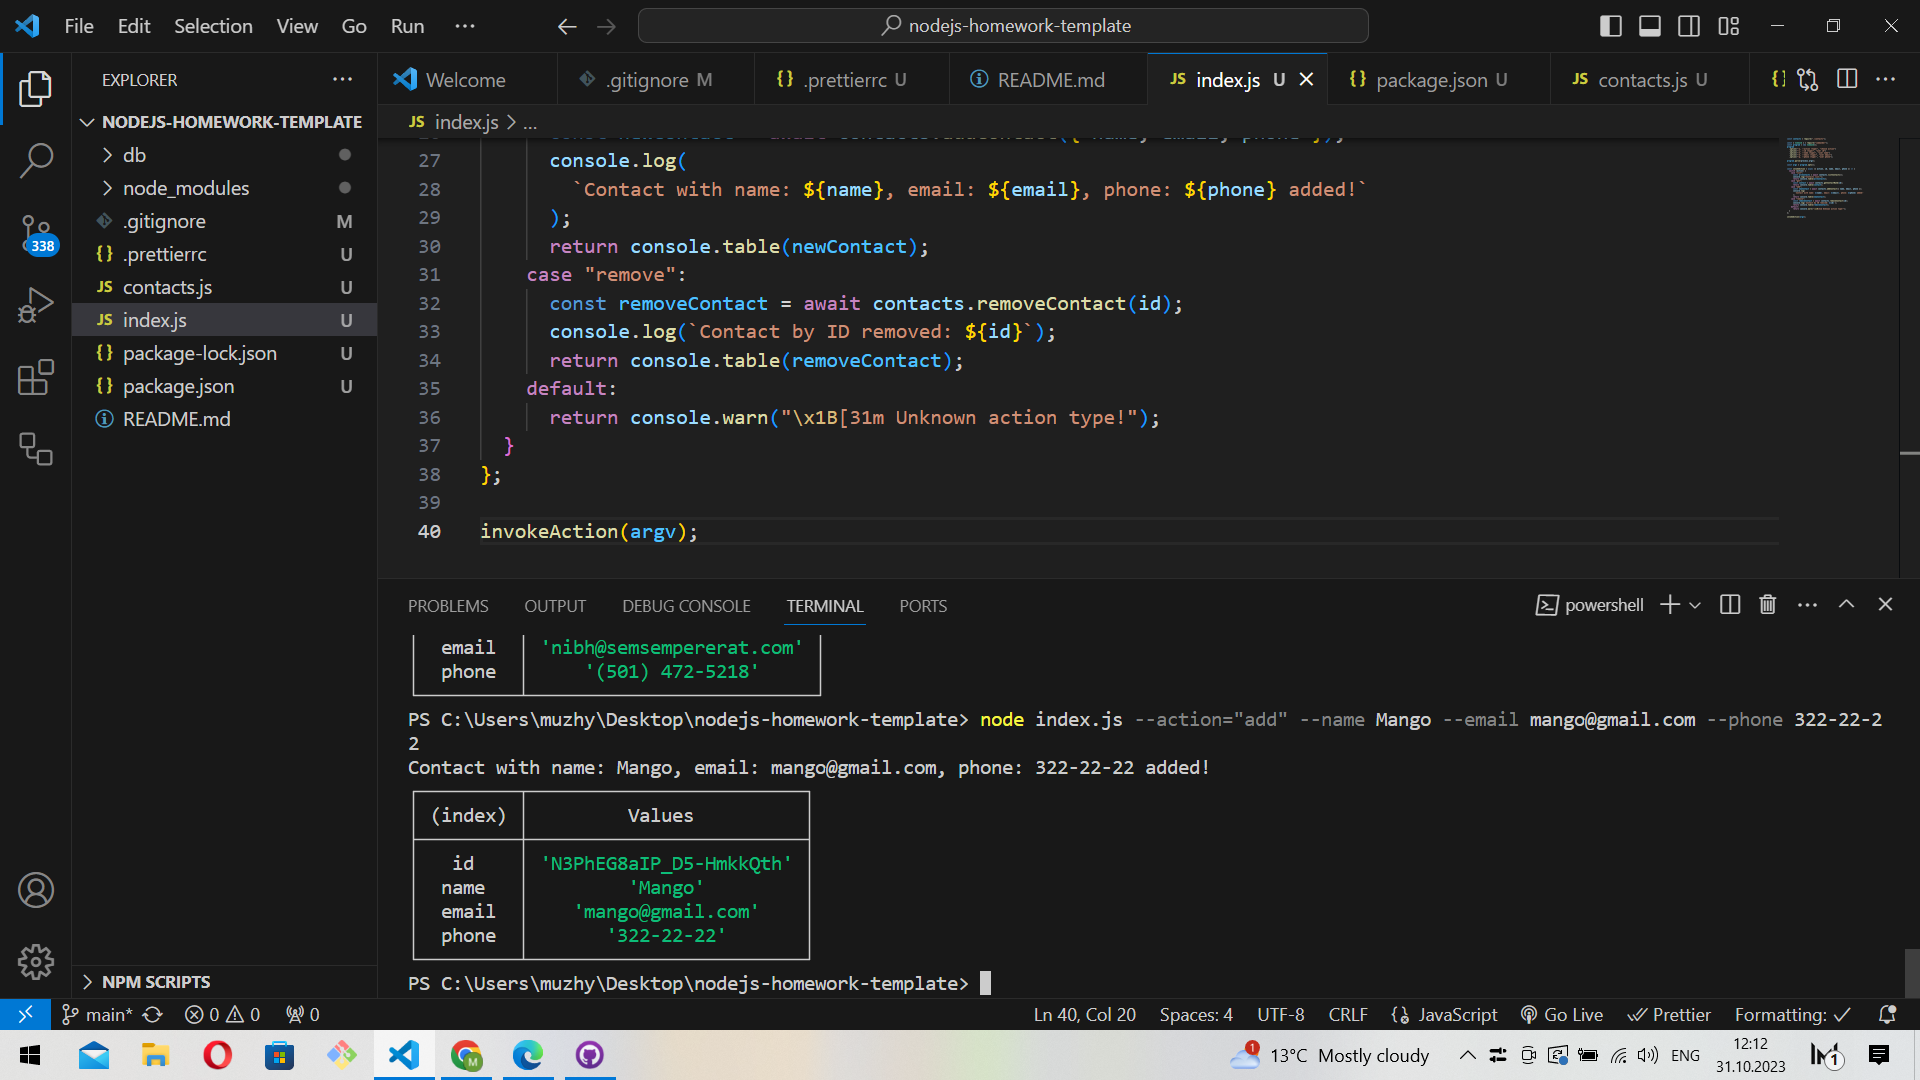 File Edit Selection View Go Run ··· nodejs-homework-template
EXPLORER
NODEJS-HOMEWORK-TEMPLATE
db
node_modules
.gitignore M
.prettierrc U
contacts.js U
index.js U
package-lock.json U
package.json U
README.md
NPM SCRIPTS
338
Welcome .gitignore M .prettierrc U README.md index.js U package.json U contacts.js U
JS index.js > ...
27 console.log(
28 `Contact with name: ${name}, email: ${email}, phone: ${phone} added!`
29 );
30 return console.table(newContact);
31 case "remove":
32 const removeContact = await contacts.removeContact(id);
33 console.log(`Contact by ID removed: ${id}`);
34 return console.table(removeContact);
35 default:
36 return console.warn("\x1B[31m Unknown action type!");
37 }
38 };
39
40 invokeAction(argv);
PROBLEMS OUTPUT DEBUG CONSOLE TERMINAL PORTS powershell
email 'nibh@semsempererat.com'
phone '(501) 472-5218'
PS C:\Users\muzhy\Desktop\nodejs-homework-template> node index.js --action="add" --name Mango --email mango@gmail.com --phone 322-22-2
2
Contact with name: Mango, email: mango@gmail.com, phone: 322-22-22 added!
(index) Values
id 'N3PhEG8aIP_D5-HmkkQth'
name 'Mango'
email 'mango@gmail.com'
phone '322-22-22'
PS C:\Users\muzhy\Desktop\nodejs-homework-template>
main* 0 0 0 Ln 40, Col 20 Spaces: 4 UTF-8 CRLF JavaScript Go Live Prettier Formatting:
1 13°C Mostly cloudy ENG 12:12
31.10.2023
1